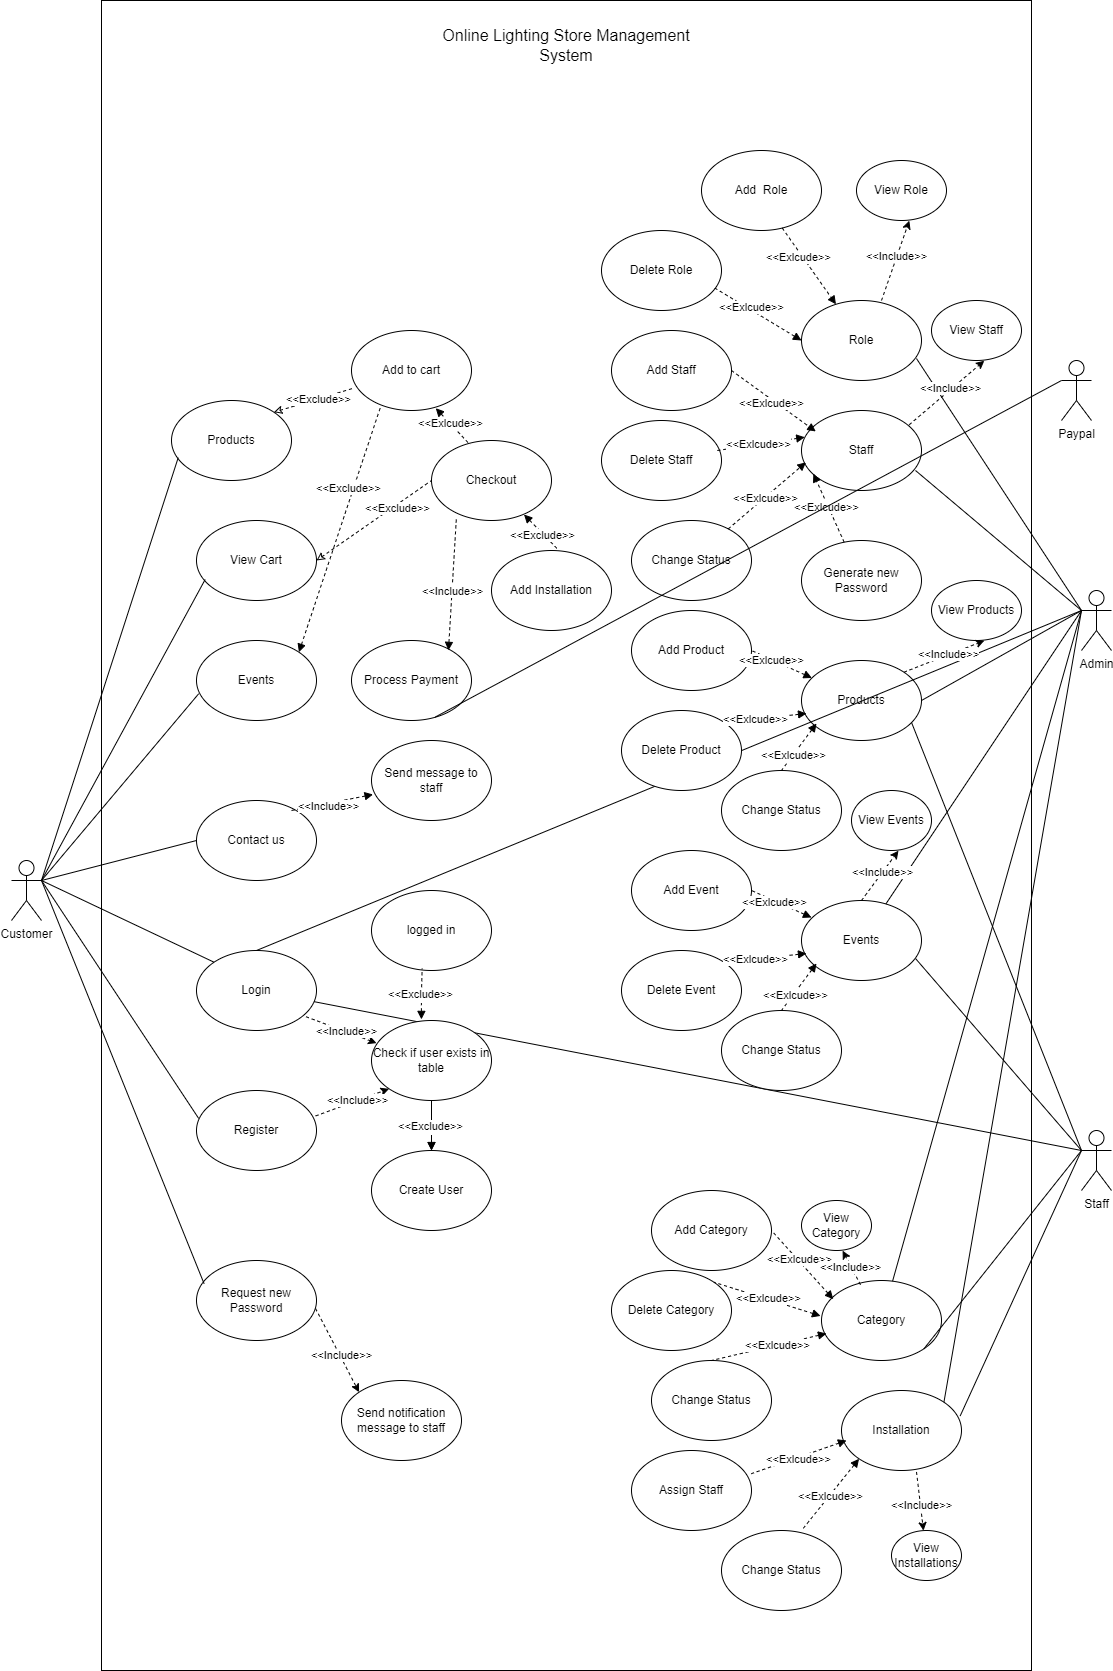 Online Lighting Store Management
System
Add  Role
View Role
<<Exlcude>>
<<Include>>
Delete Role
<<Exlcude>>
Role
View Staff
Add to cart
Add Staff
<<Include>>
<<Exclude>>
<<Exlcude>>
<<Exlcude>>
Products
Paypal
Checkout
Delete Staff
<<Exlcude>>
Staff
<<Exclude>>
<<Exclude>>
<<Exlcude>>
<<Exlcude>>
<<Exclude>>
View Cart
Add Installation
<<Include>>
Change Status
Generate new
Password
View Products
Events
Process Payment
Add Product
<<Exlcude>>
<<Include>>
Admin
Products
<<Exlcude>>
Delete Product
<<Exlcude>>
Send message to
staff
<<Include>>
Change Status
View Events
Contact us
<<Include>>
Customer
logged in
Add Event
<<Exlcude>>
Events
<<Exlcude>>
Login
<<Exclude>>
Delete Event
<<Exlcude>>
<<Include>>
Check if user exists in
table
Change Status
<<Include>>
Register
<<Exclude>>
Create User
Staff
Add Category
View
Category
<<Exlcude>>
<<Include>>
Request new
Password
Delete Category
<<Exlcude>>
Category
<<Exlcude>>
<<Include>>
Change Status
Send notification
message to staff
Installation
<<Exlcude>>
Assign Staff
<<Exlcude>>
<<Include>>
View
Installations
Change Status